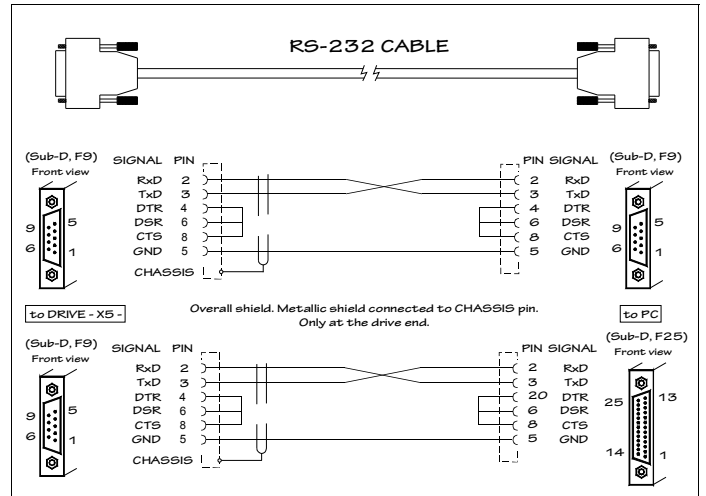 RS-232 CABLE
(Sub-D, F9) SIGNAL PIN PIN SIGNAL (Sub-D, F9)
Front view Front view
RxD 2 2 RxD
TxD 3 3 TxD
DTR 4 4 DTR
9 5 DSR 6 6 DSR 9 5
6 1 CTS 8 8 CTS 6 1
GND 5 5 GND
CHASSIS
to DRIVE - X5 - Overall shield. Metallic shield connected to CHASSIS pin. to PC
Only at the drive end.
(Sub-D, F9) SIGNAL PIN PIN SIGNAL (Sub-D, F25)
Front view Front view
RxD 2 2 RxD
TxD 3 3 TxD
DTR 4 20 DTR 25 13
9 5 DSR 6 6 DSR
6 1 CTS 8 8 CTS
GND 5 5 GND 14 1
CHASSIS